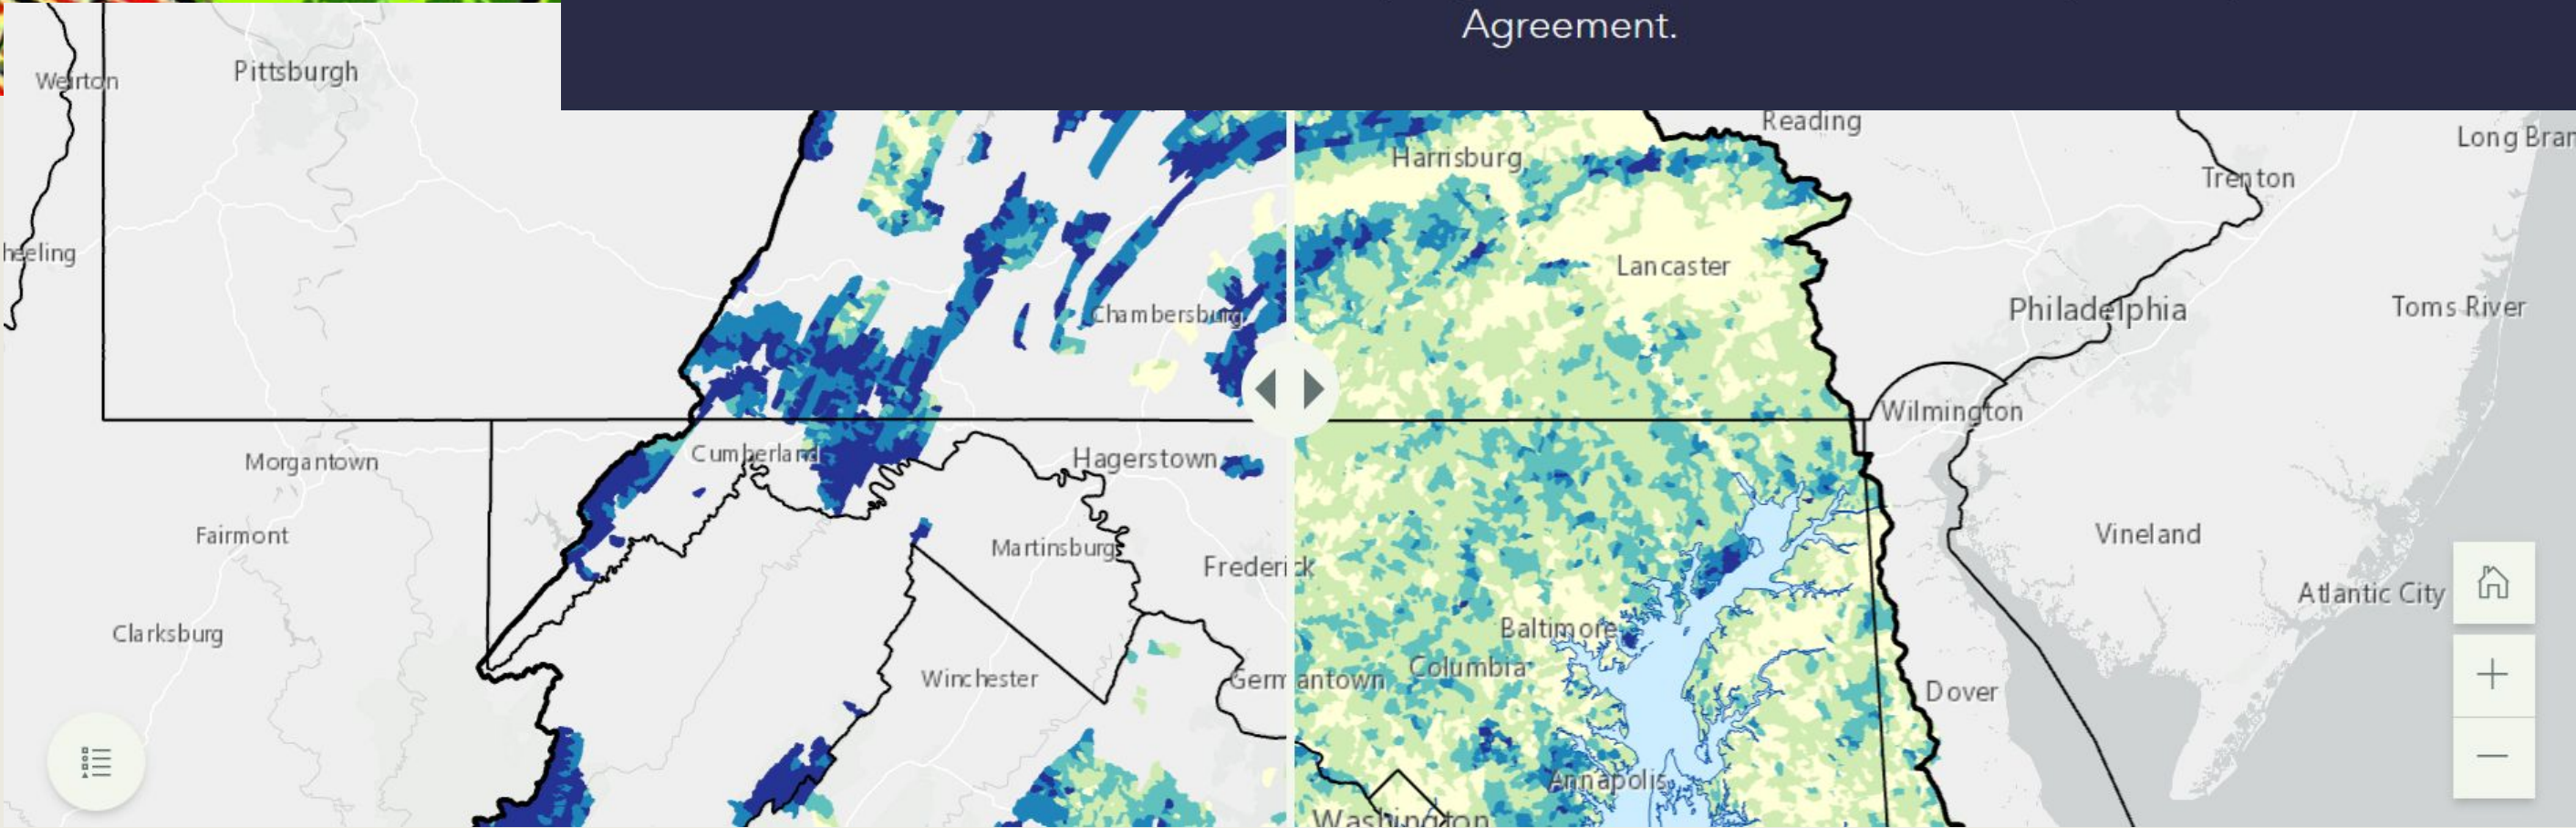 Agreement.
Weirton
Pittsburgh
Reading
Long Bran
Harrisburg
Trenton
heeling
Lancaster
Philadelphia
Toms River
Chambersburg
Wilmington
Cumberland
Morgantown
Hagerstown
Fairmont
Martinsburg
Vineland
Frederick
Atlantic City
Clarksburg
Baltimore
Columbia
Winchester
Germantown
Dover
Annapolis
Washington